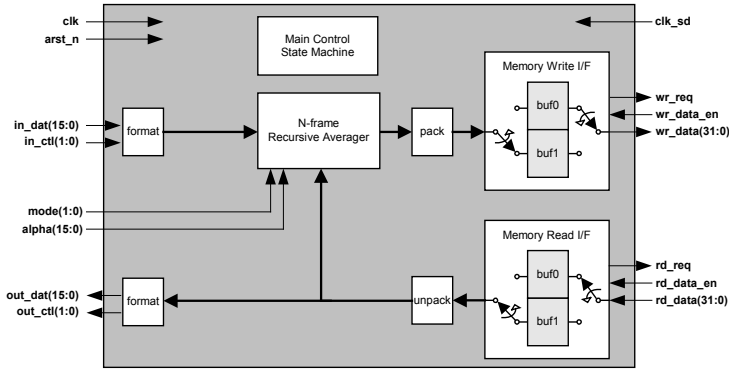 clk
arst_n
clk_sd
Main Control
State Machine
Memory Write I/F
buf0
buf1
wr_req
wr_data_en
wr_data(31:0)
in_dat(15:0)
in_ctl(1:0)
format
N-frame
Recursive Averager
pack
mode(1:0)
alpha(15:0)
Memory Read I/F
buf0
buf1
rd_req
rd_data_en
rd_data(31:0)
out_dat(15:0)
out_ctl(1:0)
format
unpack